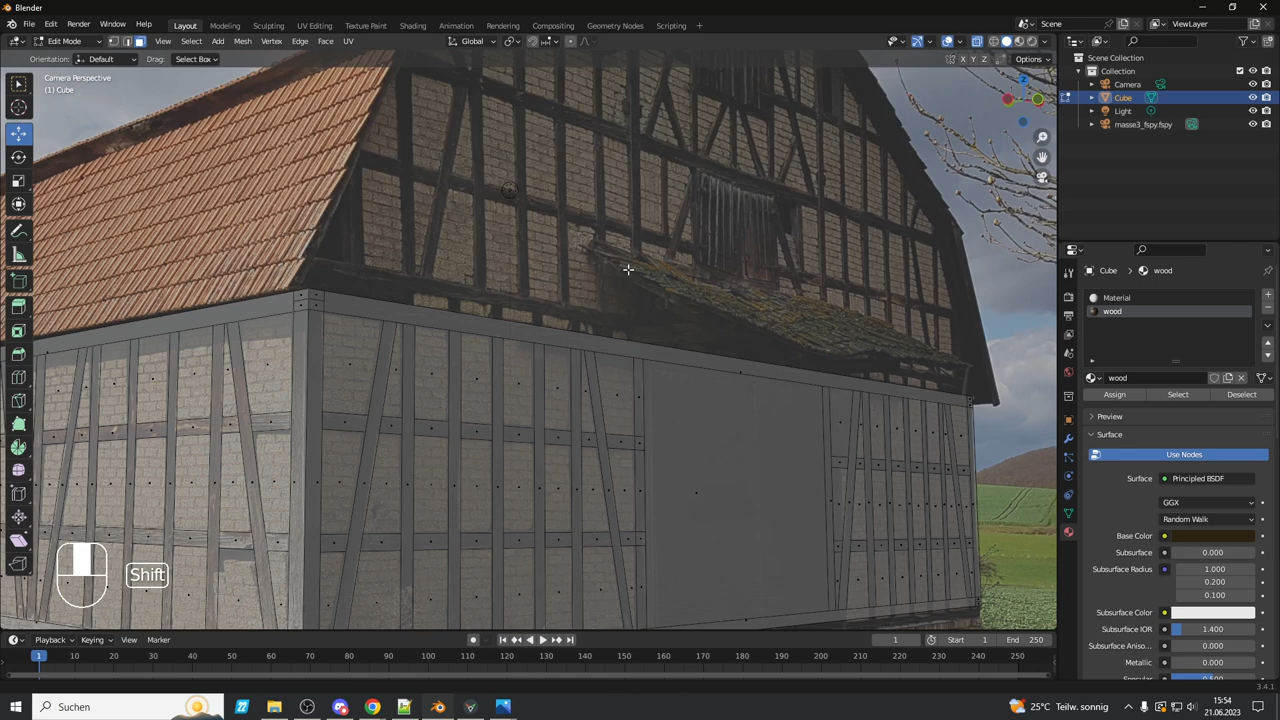 Blender
File Edit Render Window Help Layout Modeling Sculpting UV Editing Texture Paint Shading Animation Rendering Compositing Geometry Nodes Scripting + Scene ViewLayer
Edit Mode View Select Add Mesh Vertex Edge Face UV Global
Orientation: Default Drag: Select Box X Y Z Options
Camera Perspective
(1) Cube
Scene Collection
Collection
Camera
Cube
Light
masse3_fspy.fspy
Z
Cube > wood
Material
wood
wood
Assign Select Deselect
Preview
Surface
Use Nodes
Surface Principled BSDF
GGX
Random Walk
Base Color
Subsurface 0.000
Subsurface Radius 1.000
0.200
0.100
Subsurface Color
Subsurface IOR 1.400
Subsurface Aniso... 0.000
Metallic 0.000
Specular 0.500
Shift
Playback Keying View Marker 1 Start 1 End 250
1 10 20 30 40 50 60 70 80 90 100 110 120 130 140 150 160 170 180 190 200 210 220 230 240 250
3.4.1
Suchen 25°C Teilw. sonnig 15:54
21.06.2023